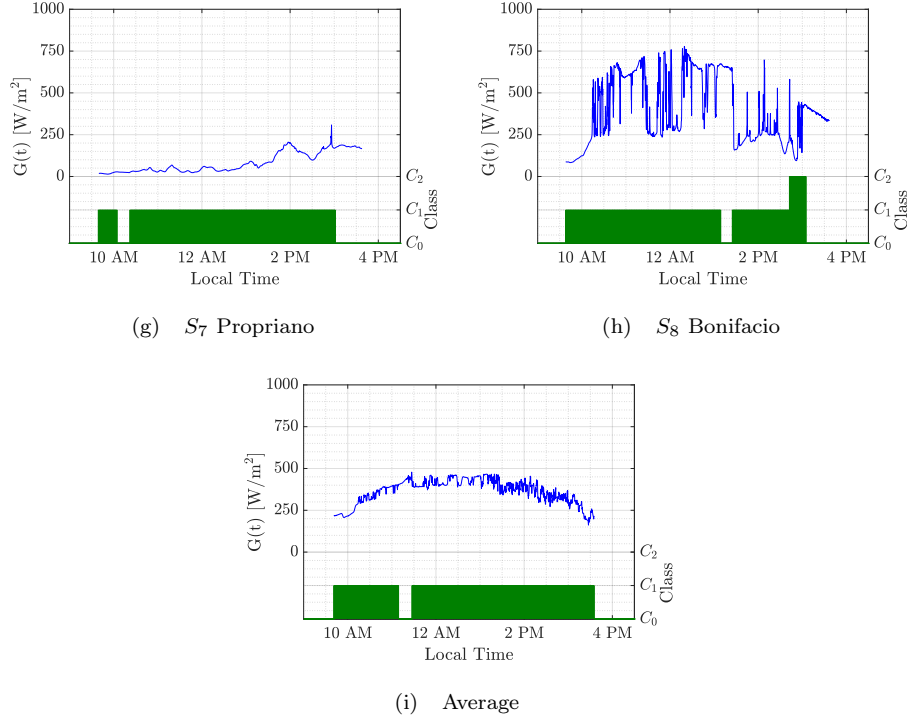 1000
750
500
250
0
G(t) [W/m²]
C₂
C₁
C₀
Class
10 AM 12 AM 2 PM 4 PM
Local Time
(g) S₇ Propriano
1000
750
500
250
0
G(t) [W/m²]
C₂
C₁
C₀
Class
10 AM 12 AM 2 PM 4 PM
Local Time
(h) S₈ Bonifacio
1000
750
500
250
0
G(t) [W/m²]
C₂
C₁
C₀
Class
10 AM 12 AM 2 PM 4 PM
Local Time
(i) Average